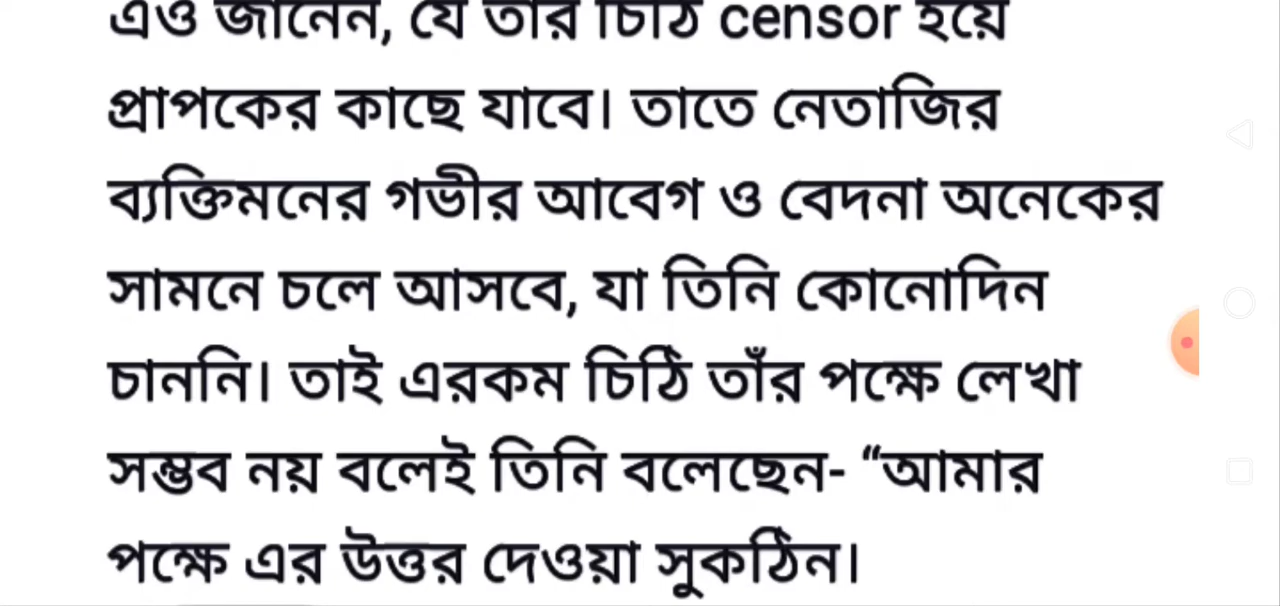 এও জানেন, যে তার চিঠি censor হয়ে
প্রাপকের কাছে যাবে। তাতে নেতাজির
ব্যক্তিমনের গভীর আবেগ ও বেদনা অনেকের
সামনে চলে আসবে, যা তিনি কোনোদিন
চাননি। তাই এরকম চিঠি তাঁর পক্ষে লেখা
সম্ভব নয় বলেই তিনি বলেছেন- “আমার
পক্ষে এর উত্তর দেওয়া সুকঠিন।